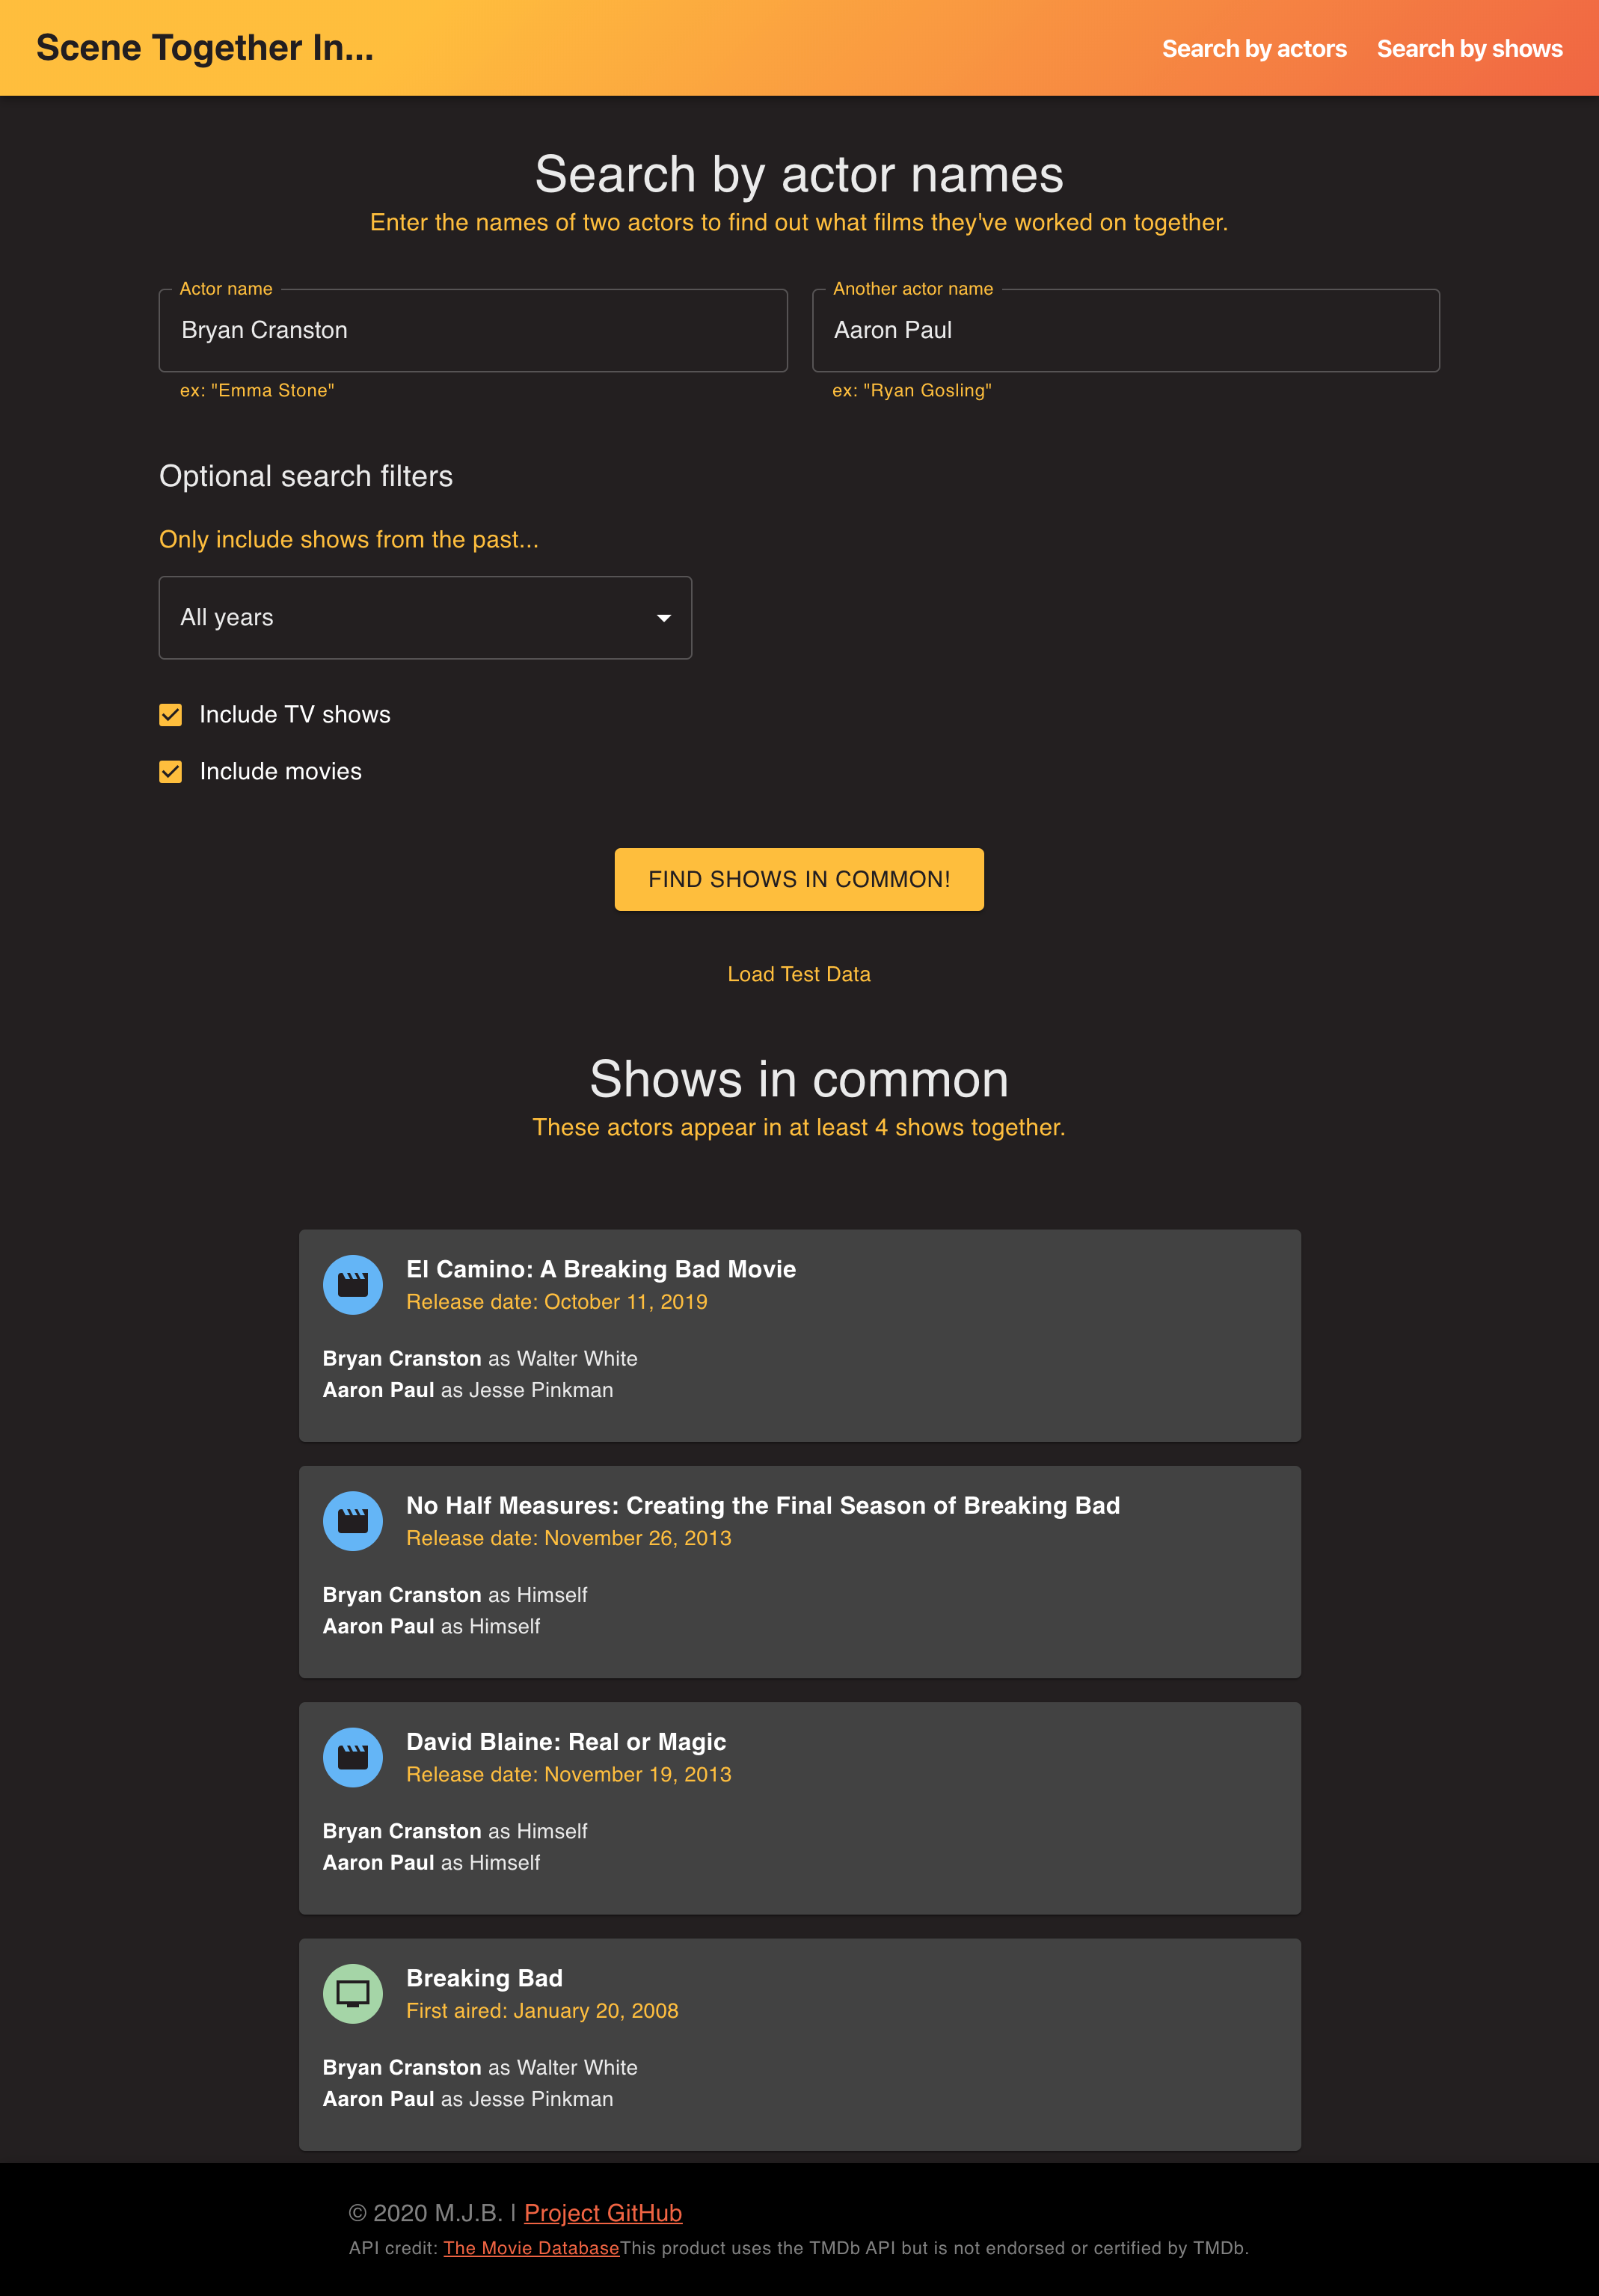 Scene Together In...
Search by actors
Search by shows
Search by actor names
Enter the names of two actors to find out what films they've worked on together.
Actor name
Bryan Cranston
ex: "Emma Stone"
Another actor name
Aaron Paul
ex: "Ryan Gosling"
Optional search filters
Only include shows from the past...
All years
Include TV shows
Include movies
FIND SHOWS IN COMMON!
Load Test Data
Shows in common
These actors appear in at least 4 shows together.
El Camino: A Breaking Bad Movie
Release date: October 11, 2019
Bryan Cranston as Walter White
Aaron Paul as Jesse Pinkman
No Half Measures: Creating the Final Season of Breaking Bad
Release date: November 26, 2013
Bryan Cranston as Himself
Aaron Paul as Himself
David Blaine: Real or Magic
Release date: November 19, 2013
Bryan Cranston as Himself
Aaron Paul as Himself
Breaking Bad
First aired: January 20, 2008
Bryan Cranston as Walter White
Aaron Paul as Jesse Pinkman
© 2020 M.J.B. | Project GitHub
API credit: The Movie DatabaseThis product uses the TMDb API but is not endorsed or certified by TMDb.